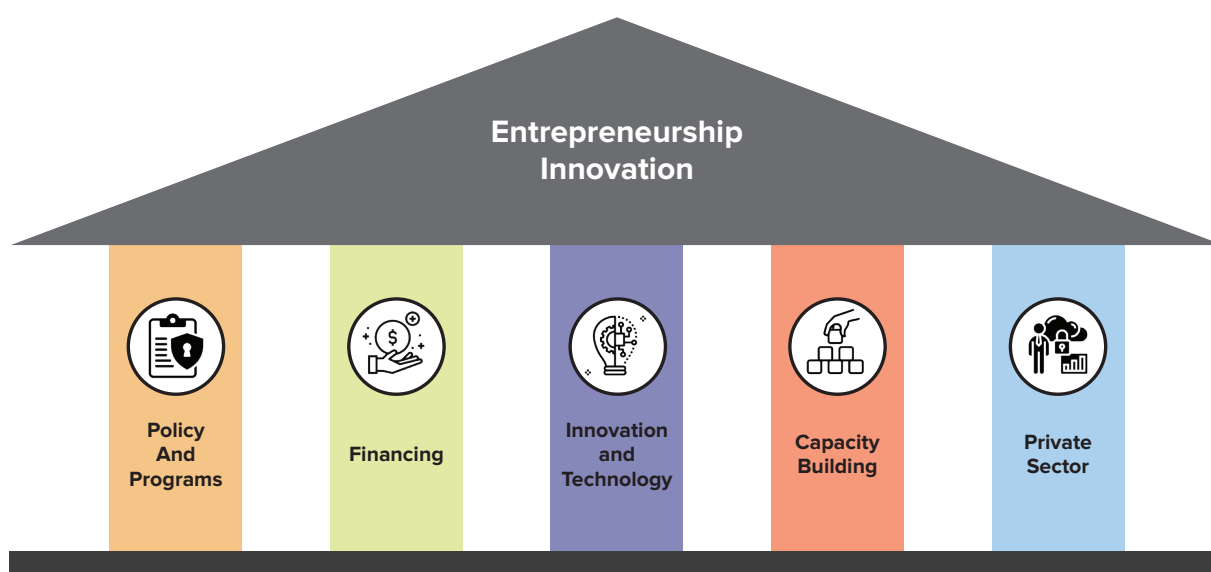 Entrepreneurship
Innovation
Policy
And
Programs
Financing
Innovation
and
Technology
Capacity
Building
Private
Sector
$